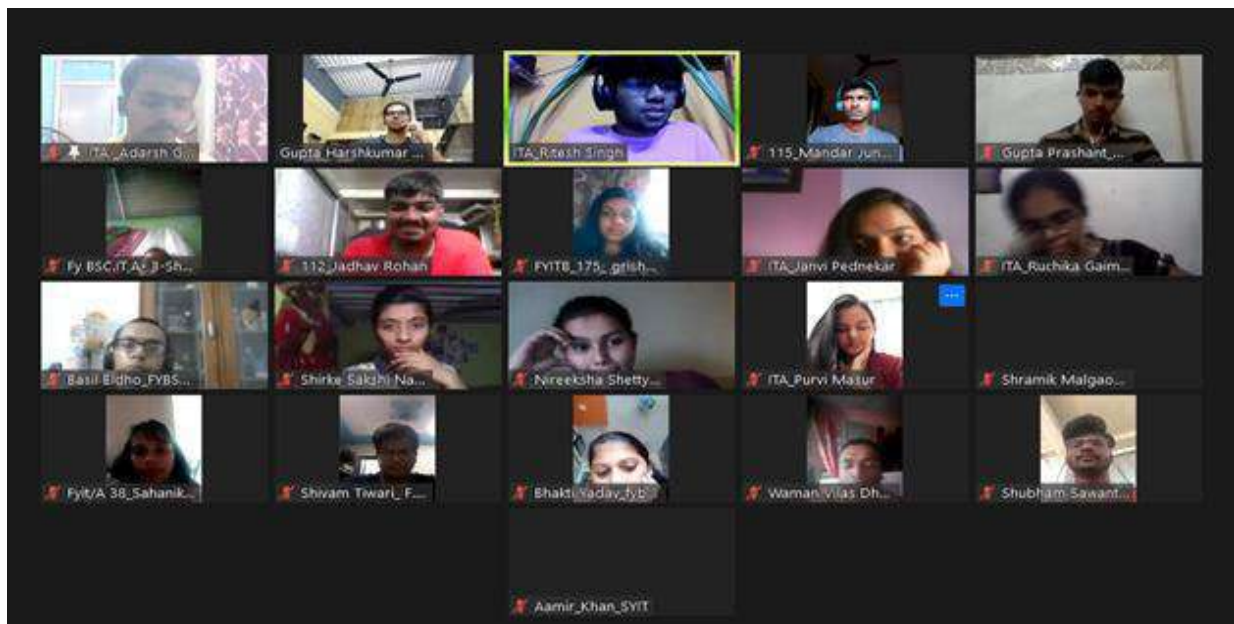 ITA_Adarsh G...
Gupta Harshkumar ...
ITA_Ritesh Singh
115_Mandar Jun...
Gupta Prashant_...
Fy BSC.IT A- 3-Sh...
112_Jadhav Rohan
FYITB_175_ grish...
ITA_Janvi Pednekar
ITA_Ruchika Gaim...
Basil Eldho_FYBS...
Shirke Sakshi Na...
Nireeksha Shetty...
ITA_Purvi Masur
Shramik Malgao...
Fyit/A 38_Sahanik...
Shivam Tiwari_ F...
Bhakti Yadav_fyb
Waman Vilas Dh...
Shubham Sawant...
Aamir_Khan_SYIT